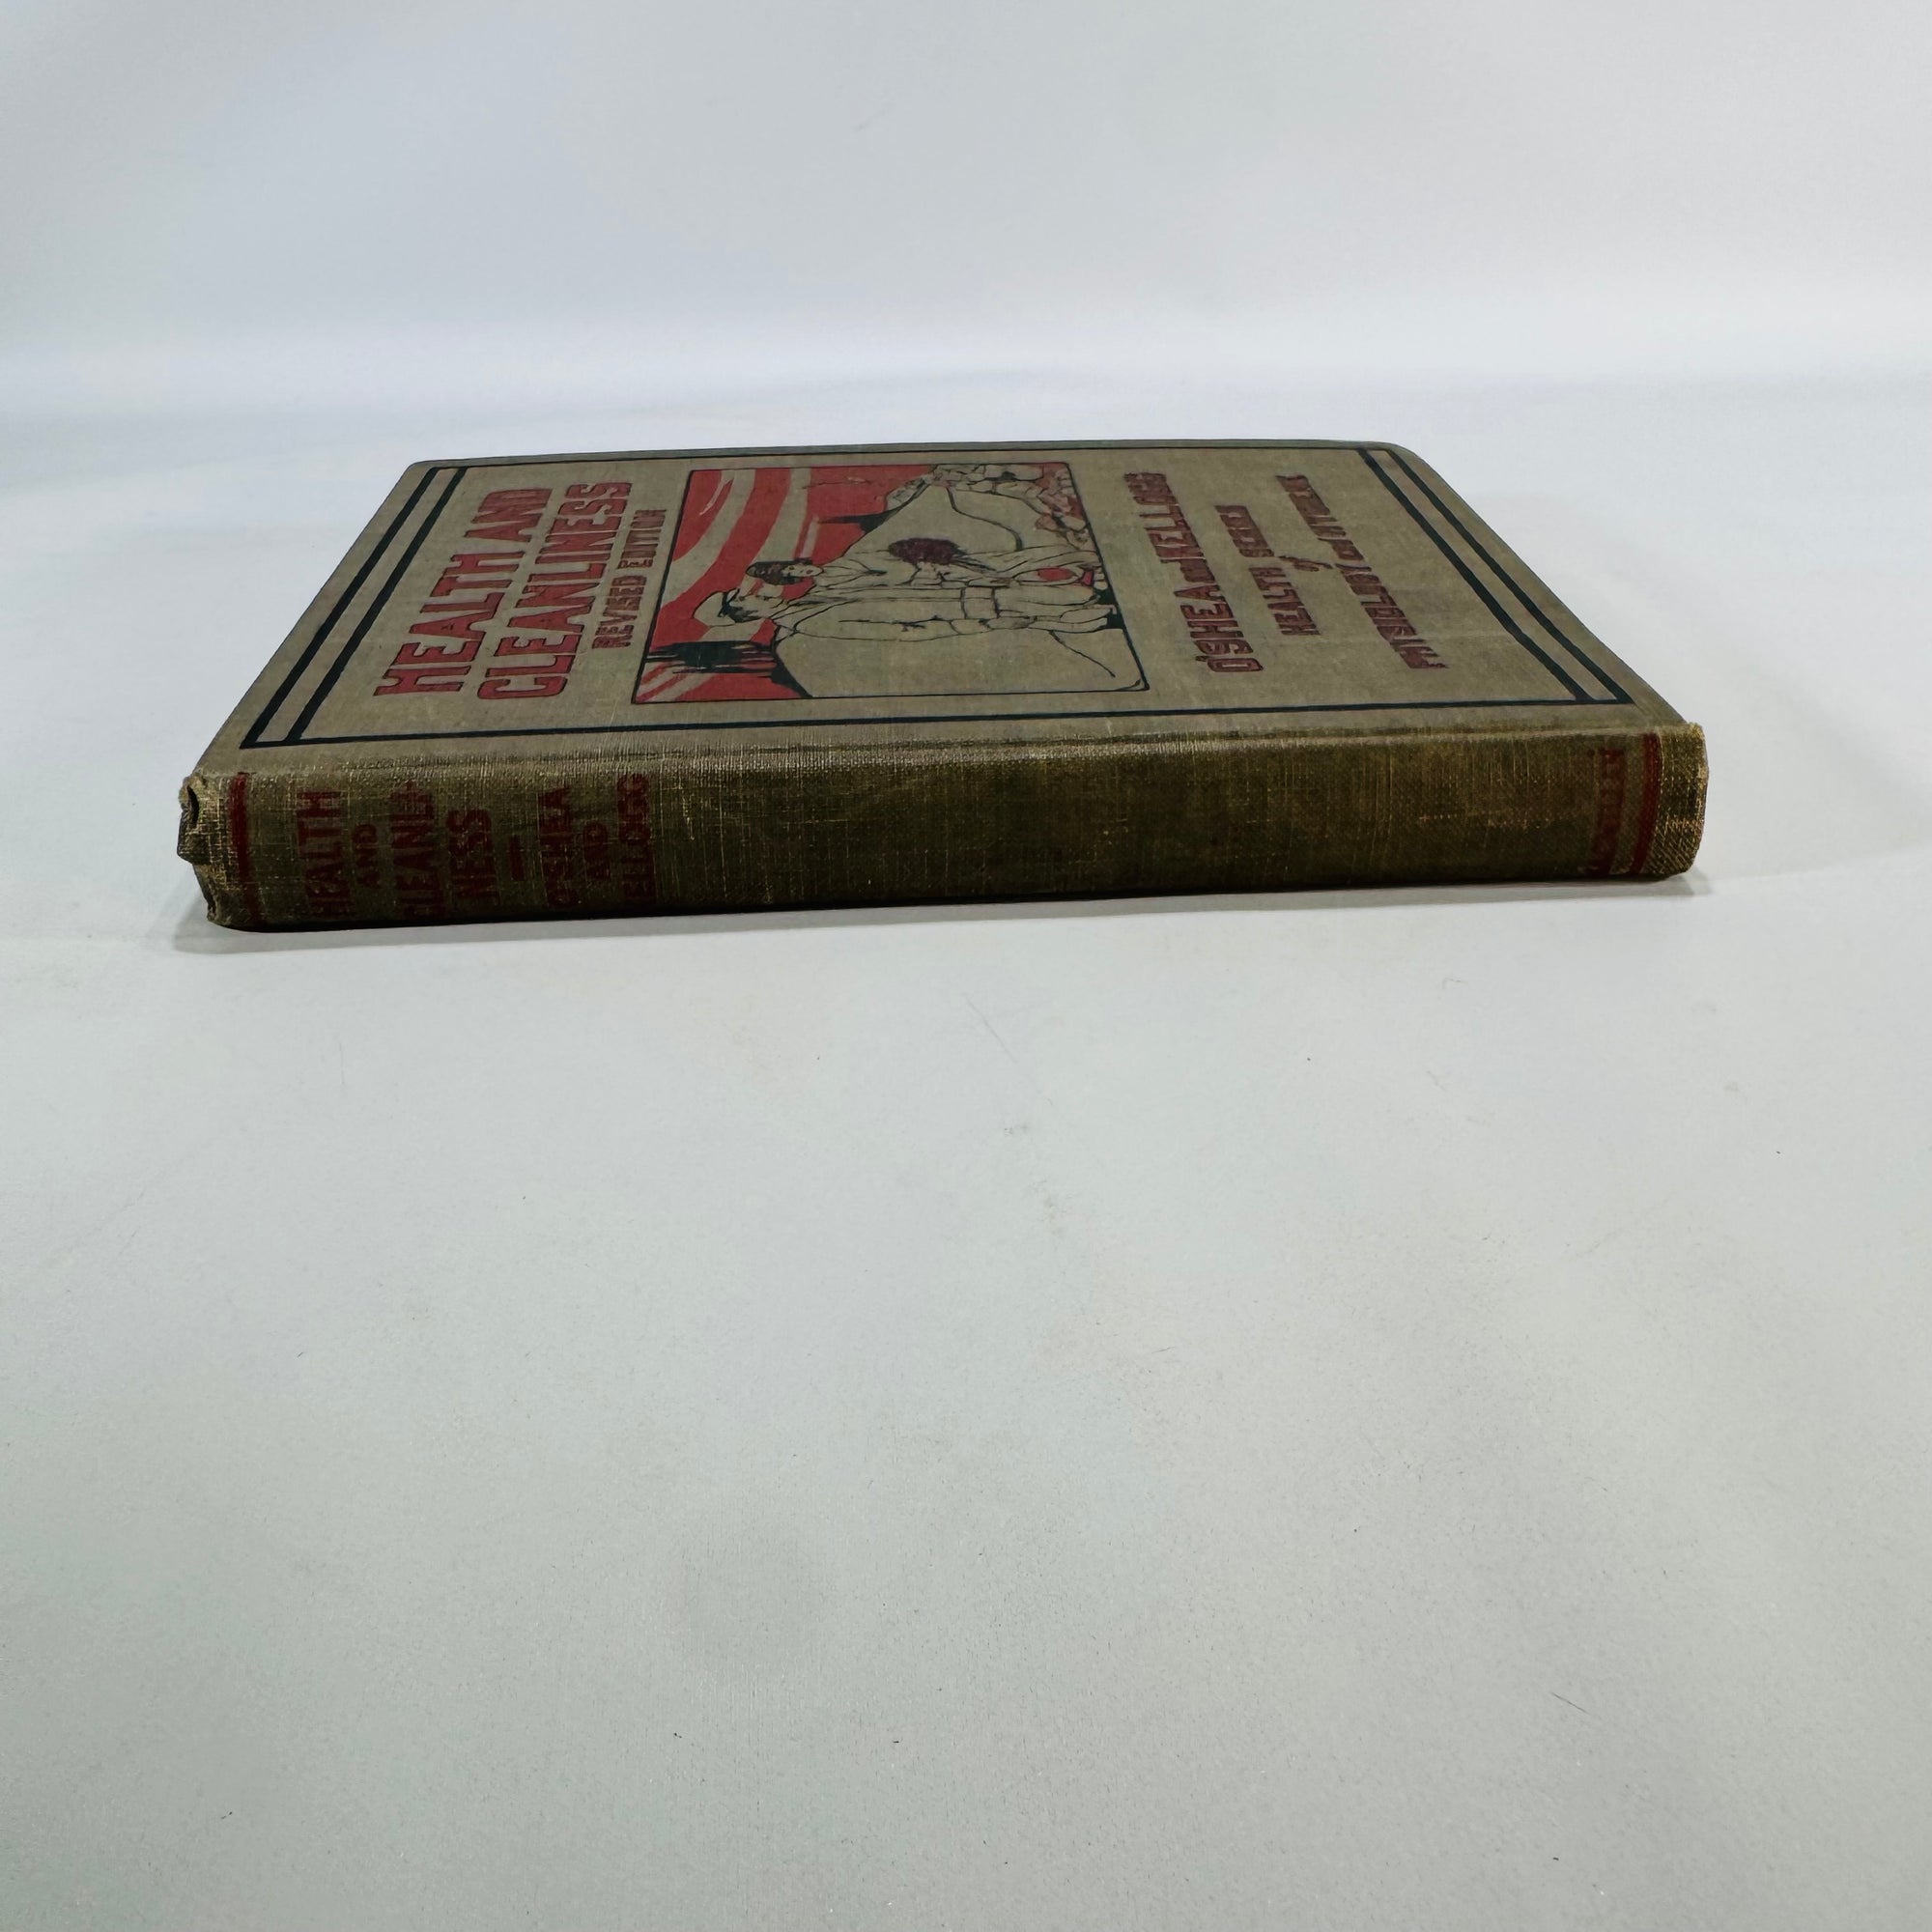 HEALTH AND
CLEANLINESS
REVISED EDITION
O'SHEA AND KELLOGG
HEALTH SERIES
OF
PHYSIOLOGY AND HYGIENE
HEALTH
AND
CLEANLI-
NESS
O'SHEA
AND
KELLOGG
MACMILLAN